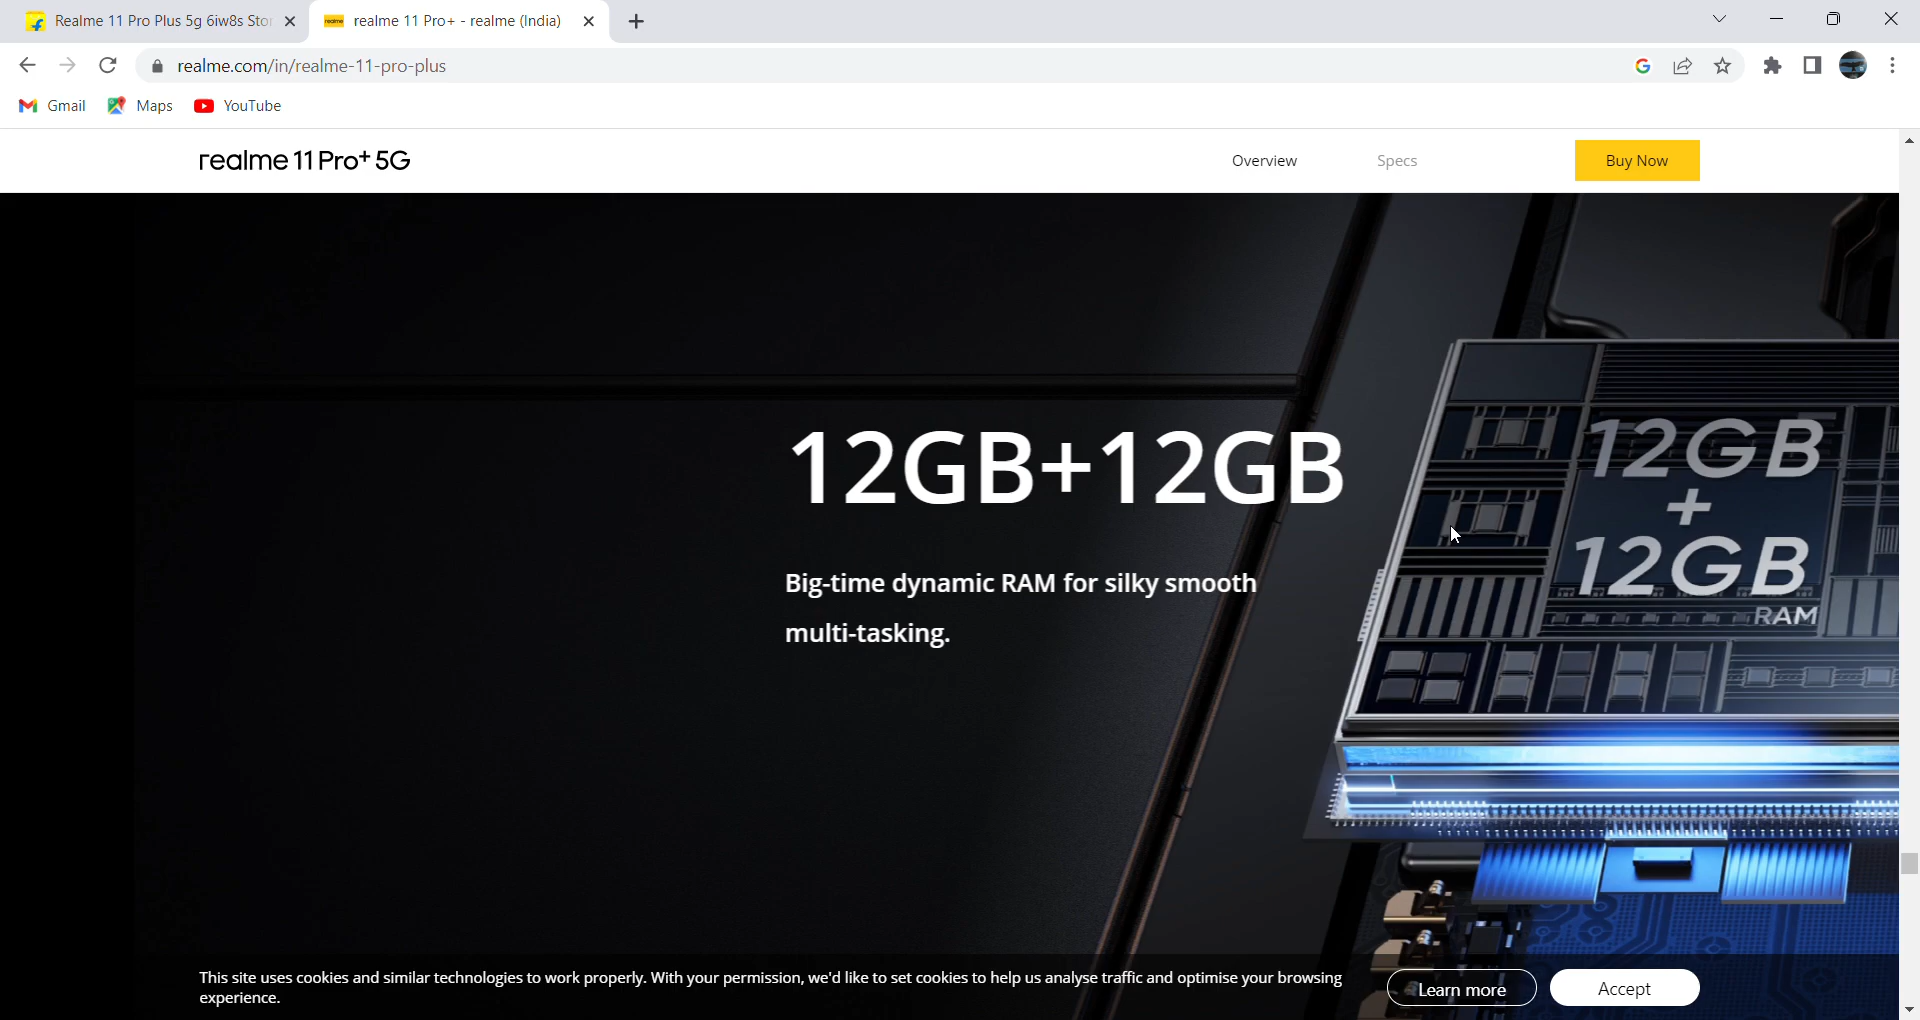 Realme 11 Pro Plus 5g 6iw8s Stor
realme 11 Pro+ - realme (India)
realme.com/in/realme-11-pro-plus
Gmail
Maps
YouTube
realme 11 Pro+ 5G
Overview
Specs
Buy Now
12GB+12GB
Big-time dynamic RAM for silky smooth
multi-tasking.
12GB
+
12GB
RAM
This site uses cookies and similar technologies to work properly. With your permission, we'd like to set cookies to help us analyse traffic and optimise your browsing
experience.
Learn more
Accept